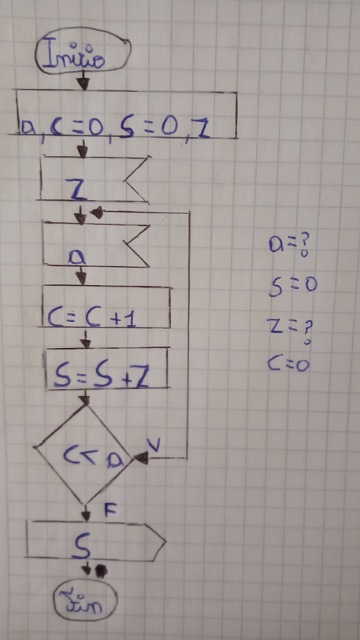 Inicio
a, C=0, S=0, Z
Z
a
C= C +1
S=S+Z
C< a
V
F
S
Fin
a=?
S=0
Z=?
C=0